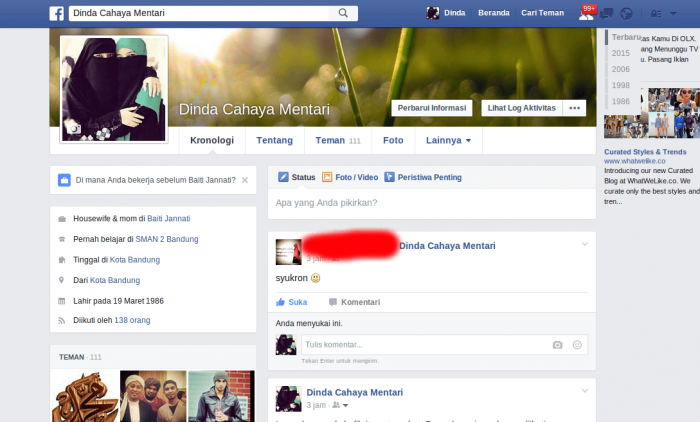 Dinda Cahaya Mentari
Dinda Beranda Cari Teman 99+
Terbaru
2015
2006
1998
1986
tas Kamu Di OLX.
ang Menunggu TV
u. Pasang Iklan
Dinda Cahaya Mentari
Perbarui Informasi
Lihat Log Aktivitas
Kronologi Tentang Teman 111 Foto Lainnya
Di mana Anda bekerja sebelum Baiti Jannati?
Housewife & mom di Baiti Jannati
Pernah belajar di SMAN 2 Bandung
Tinggal di Kota Bandung
Dari Kota Bandung
Lahir pada 19 Maret 1986
Diikuti oleh 138 orang
TEMAN · 111
Status Foto / Video Peristiwa Penting
Apa yang Anda pikirkan?
Dinda Cahaya Mentari
3 jam
syukron
Suka Komentari
Anda menyukai ini.
Tulis komentar...
Tekan Enter untuk mengirim.
Dinda Cahaya Mentari
3 jam ·
Curated Styles & Trends
www.whatwelike.co
Introducing our new Curated
Blog at WhatWeLike.co. We
curate only the best styles and
tren...